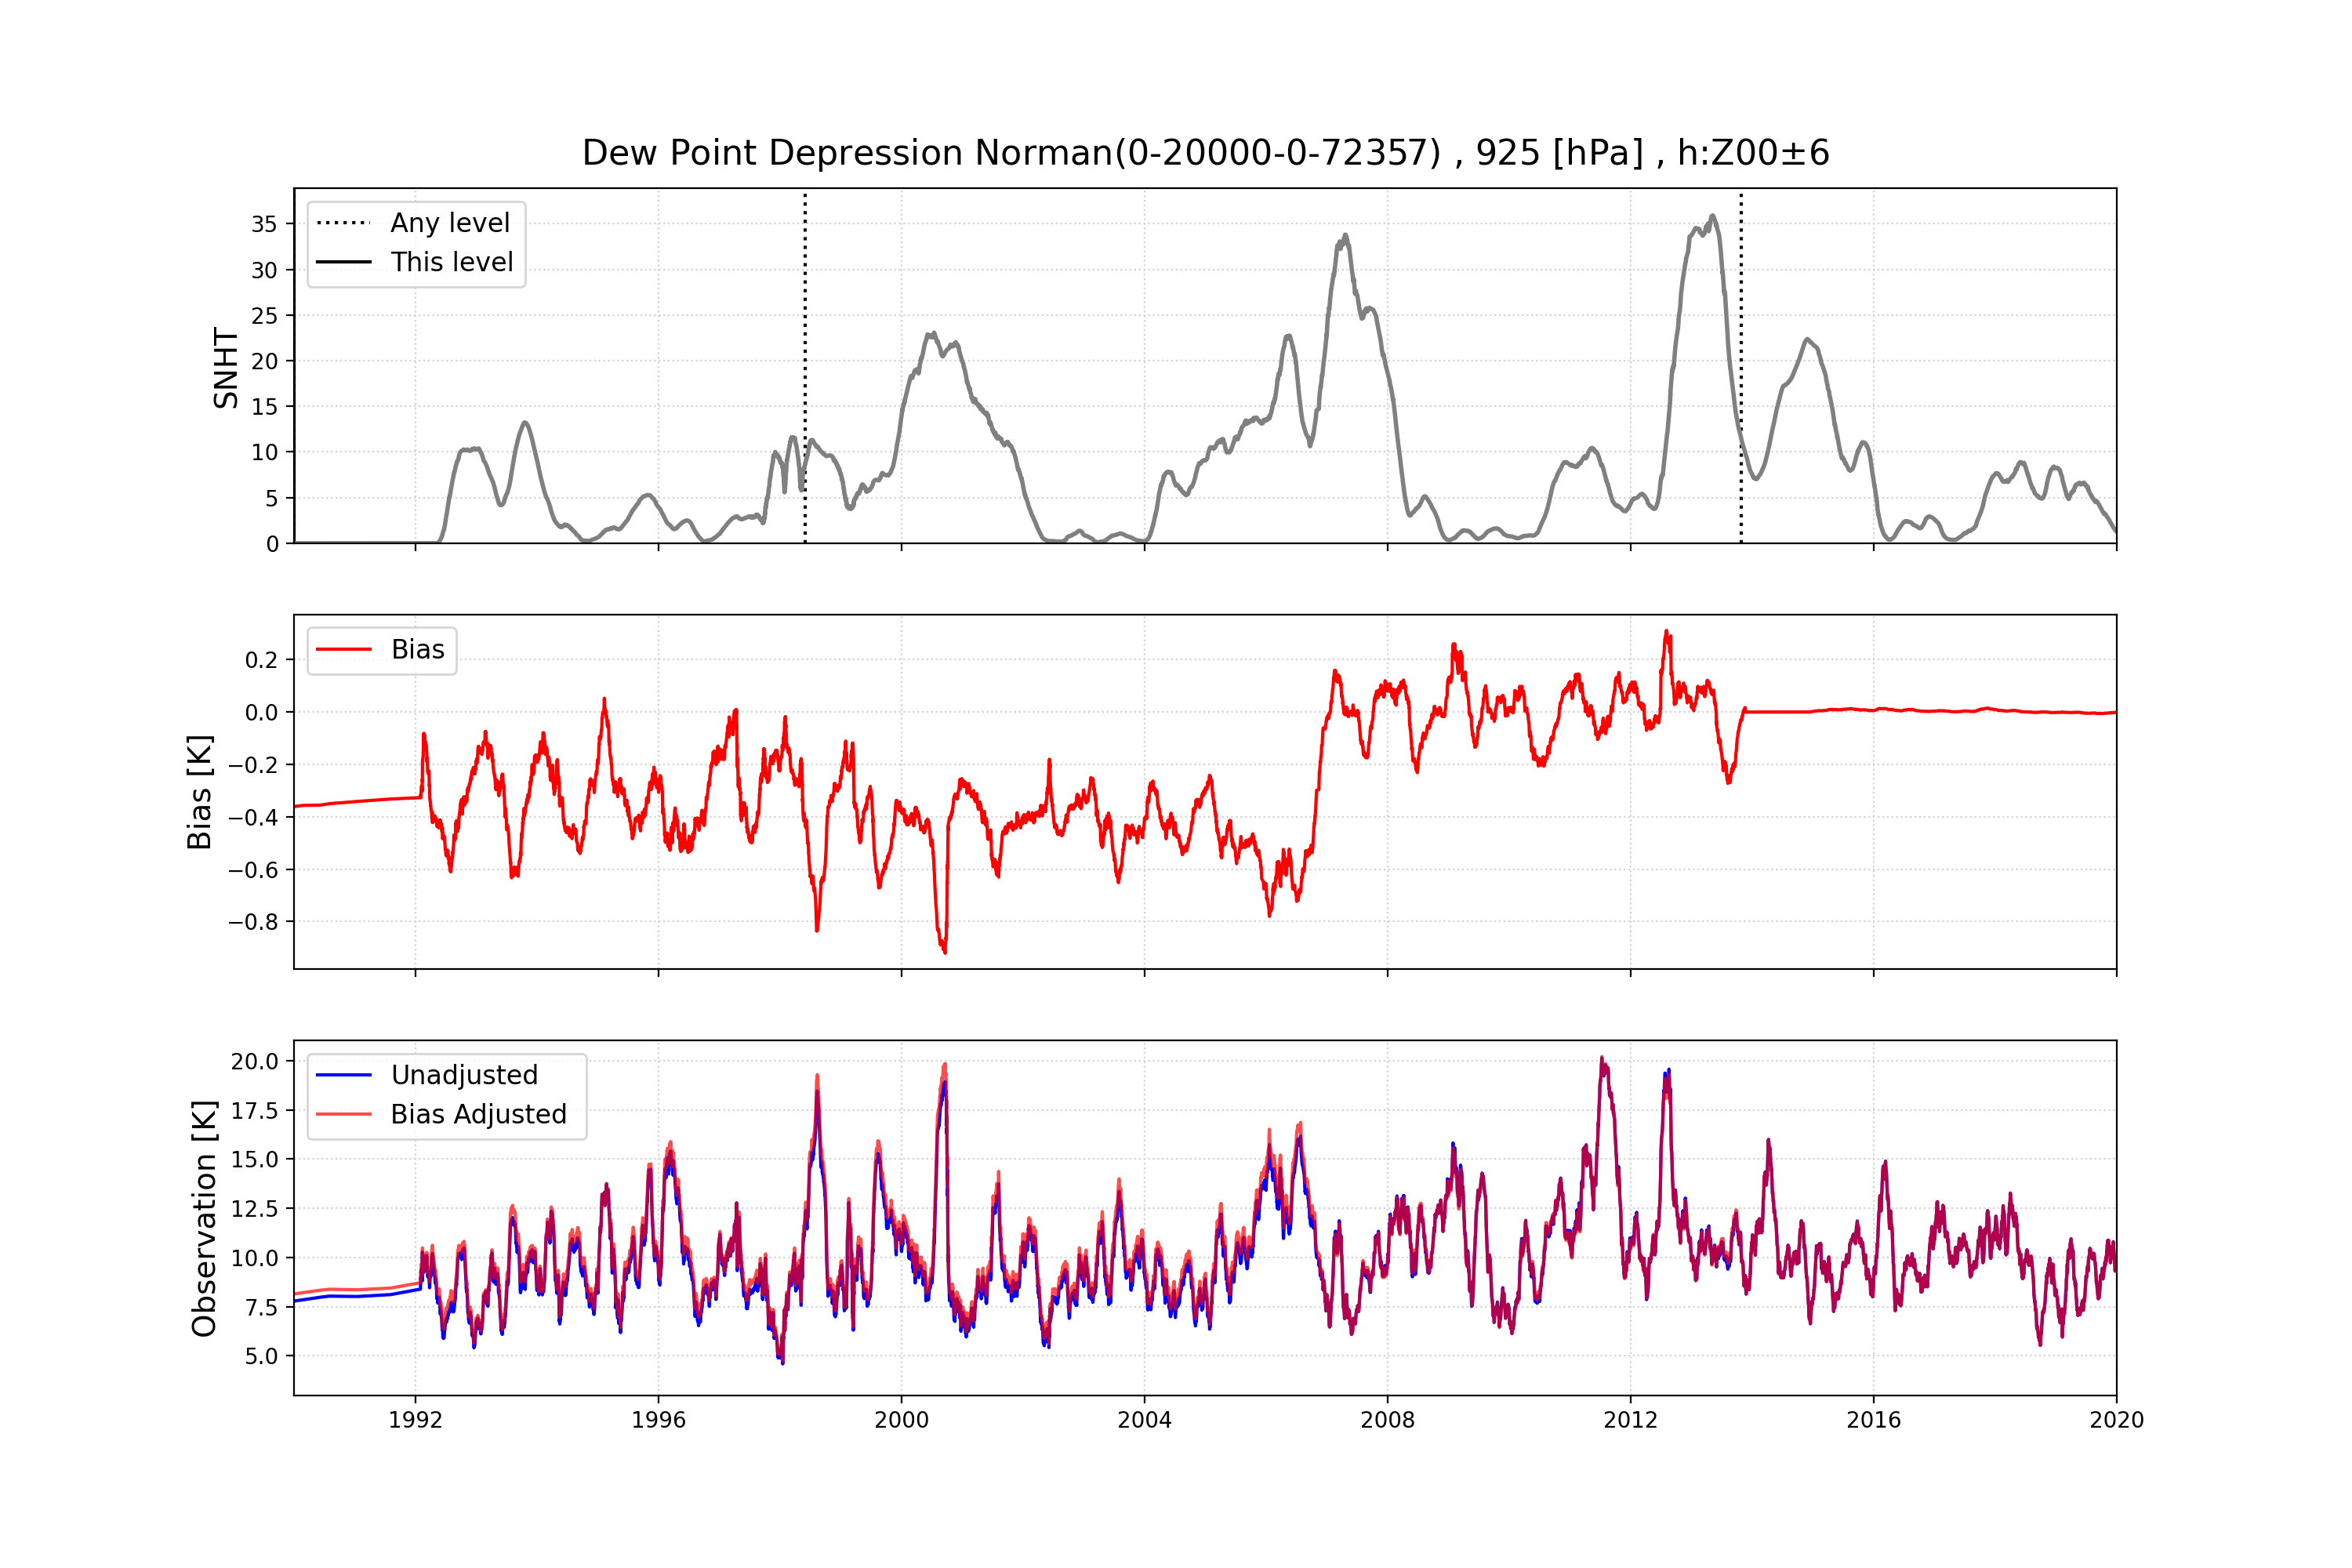 Dew Point Depression Norman(0-20000-0-72357) , 925 [hPa] , h:Z00±6
SNHT
35
30
25
20
15
10
5
0
Any level
This level
Bias [K]
0.2
0.0
−0.2
−0.4
−0.6
−0.8
Bias
Observation [K]
20.0
17.5
15.0
12.5
10.0
7.5
5.0
Unadjusted
Bias Adjusted
1992 1996 2000 2004 2008 2012 2016 2020